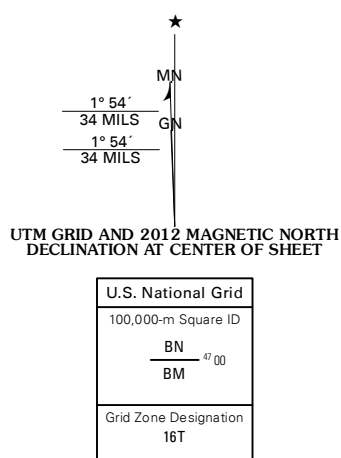 ★
MN
1° 54´
34 MILS
GN
1° 54´
34 MILS
UTM GRID AND 2012 MAGNETIC NORTH
DECLINATION AT CENTER OF SHEET
U.S. National Grid
100,000-m Square ID
BN
47 00
BM
Grid Zone Designation
16T